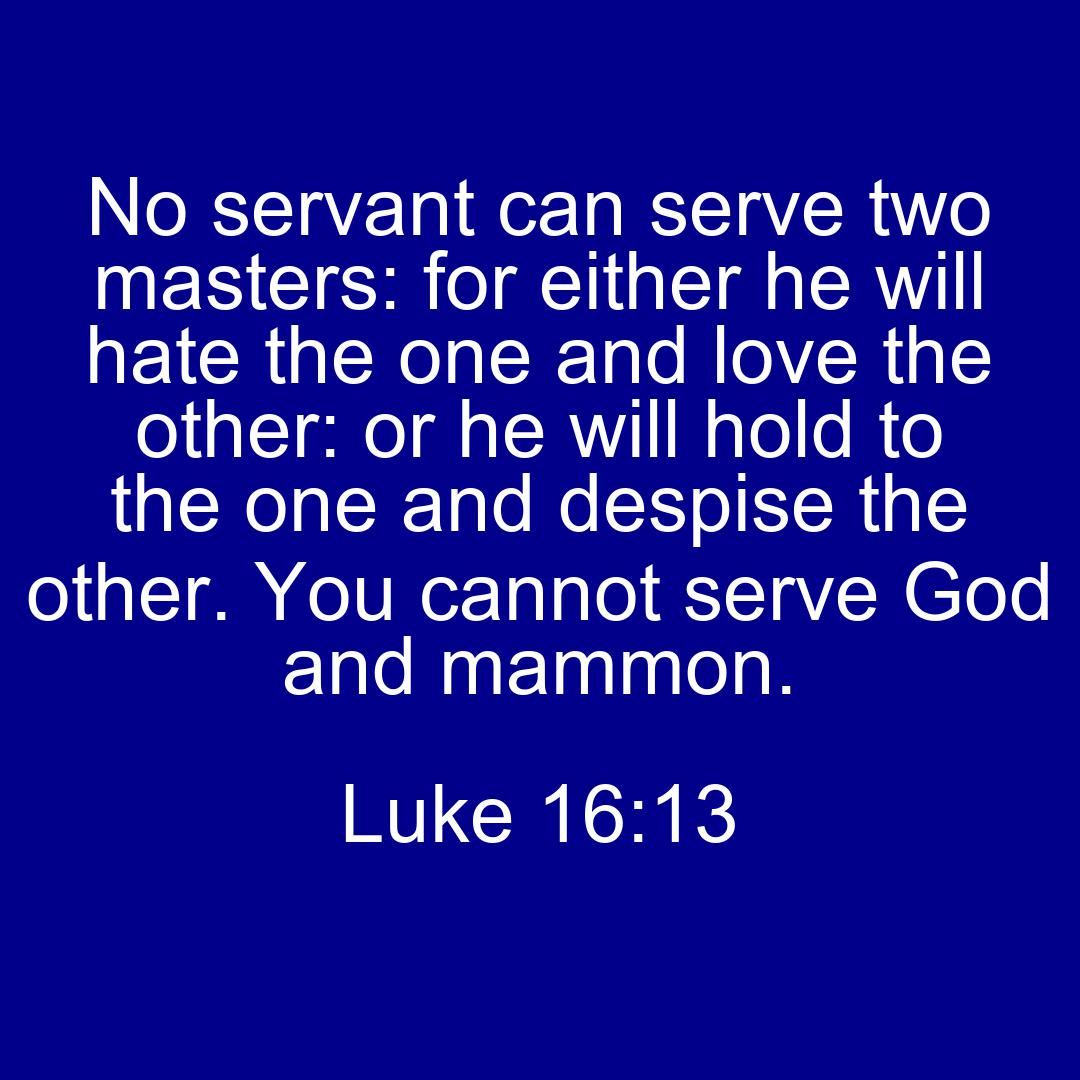 No servant can serve two
masters: for either he will
hate the one and love the
other: or he will hold to
the one and despise the
other. You cannot serve God
and mammon.
Luke 16:13